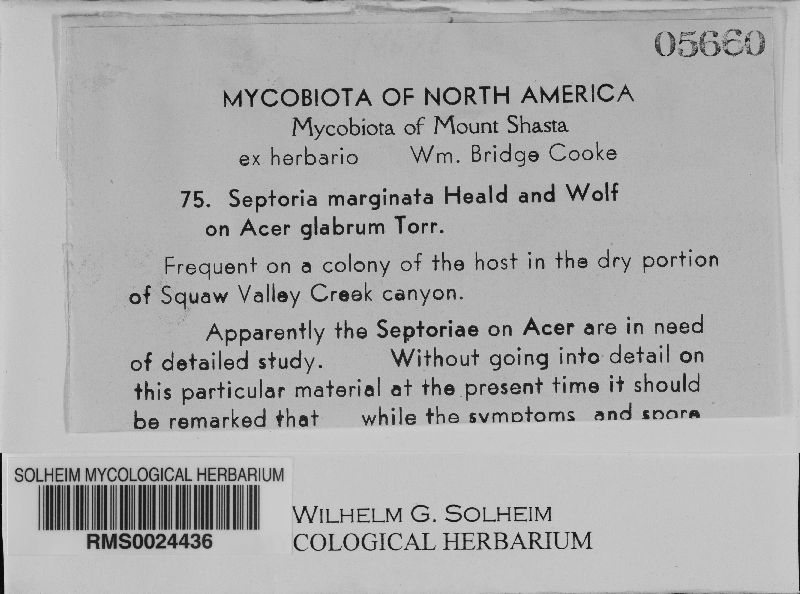 05660
MYCOBIOTA OF NORTH AMERICA
Mycobiota of Mount Shasta
ex herbario Wm. Bridge Cooke
75. Septoria marginata Heald and Wolf
on Acer glabrum Torr.
Frequent on a colony of the host in the dry portion
of Squaw Valley Creek canyon.
Apparently the Septoriae on Acer are in need
of detailed study. Without going into detail on
this particular material at the present time it should
be remarked that while the symptoms and spore
SOLHEIM MYCOLOGICAL HERBARIUM
RMS0024436
WILHELM G. SOLHEIM
COLOGICAL HERBARIUM